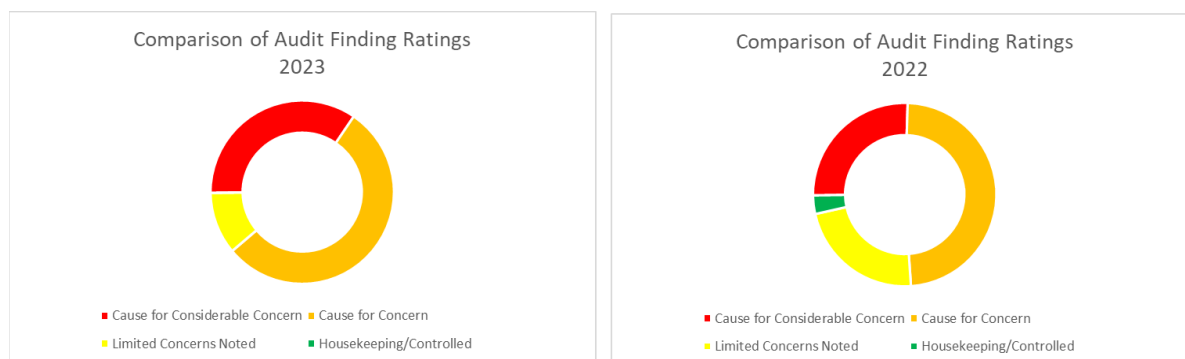 Comparison of Audit Finding Ratings
2023
Cause for Considerable Concern
Cause for Concern
Limited Concerns Noted
Housekeeping/Controlled
Comparison of Audit Finding Ratings
2022
Cause for Considerable Concern
Cause for Concern
Limited Concerns Noted
Housekeeping/Controlled